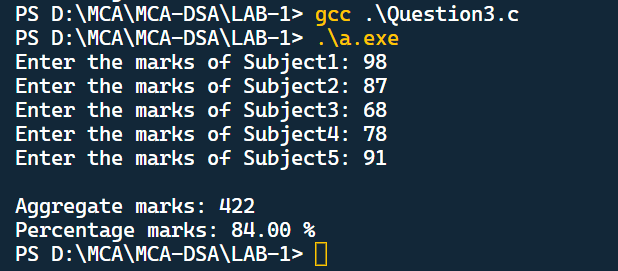 PS D:\MCA\MCA-DSA\LAB-1> gcc .\Question3.c
PS D:\MCA\MCA-DSA\LAB-1> .\a.exe
Enter the marks of Subject1: 98
Enter the marks of Subject2: 87
Enter the marks of Subject3: 68
Enter the marks of Subject4: 78
Enter the marks of Subject5: 91
Aggregate marks: 422
Percentage marks: 84.00 %
PS D:\MCA\MCA-DSA\LAB-1>